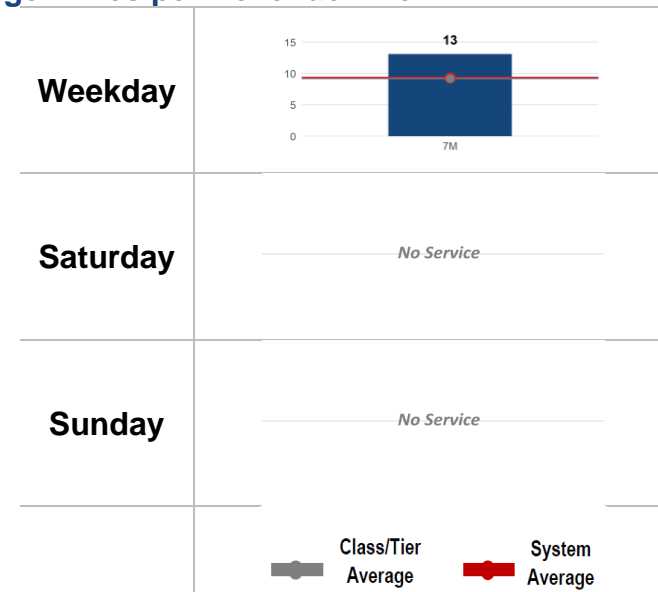 Weekday
13
15
10
5
0
7M
Saturday
No Service
Sunday
No Service
Class/Tier
Average
System
Average